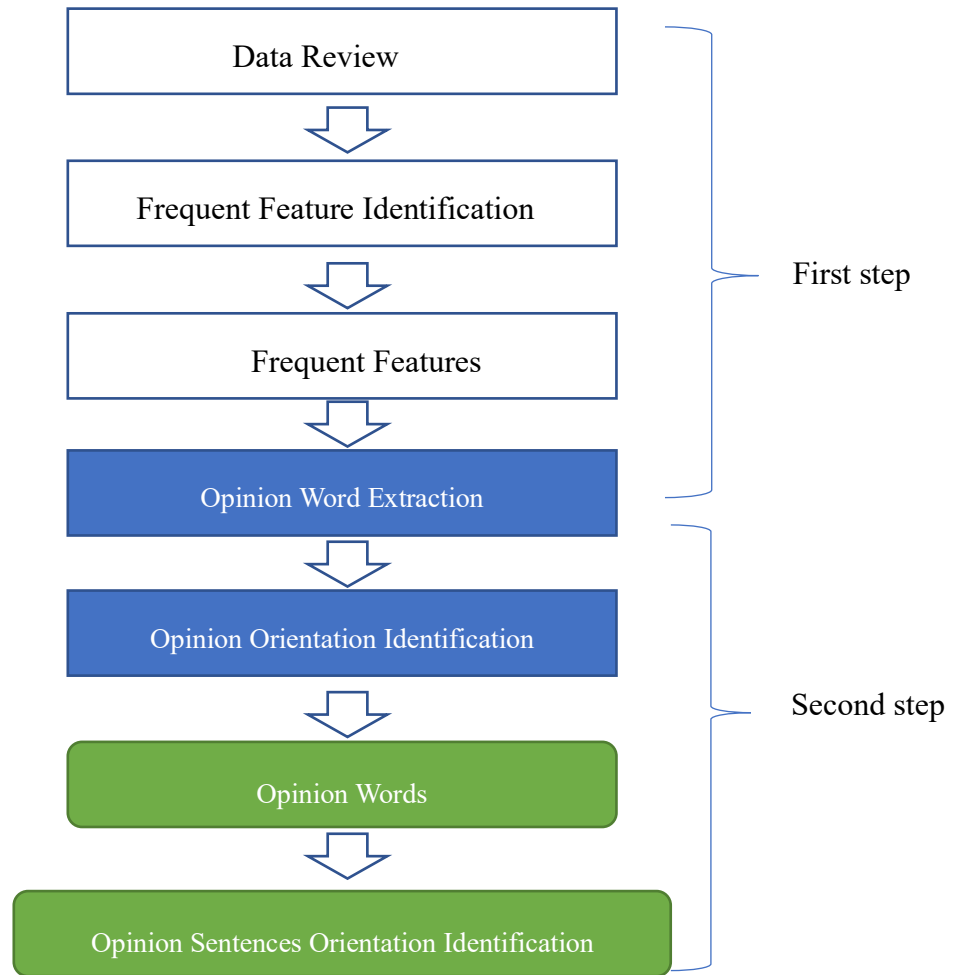 Data Review
Frequent Feature Identification
First step
Frequent Features
Opinion Word Extraction
Opinion Orientation Identification
Second step
Opinion Words
Opinion Sentences Orientation Identification